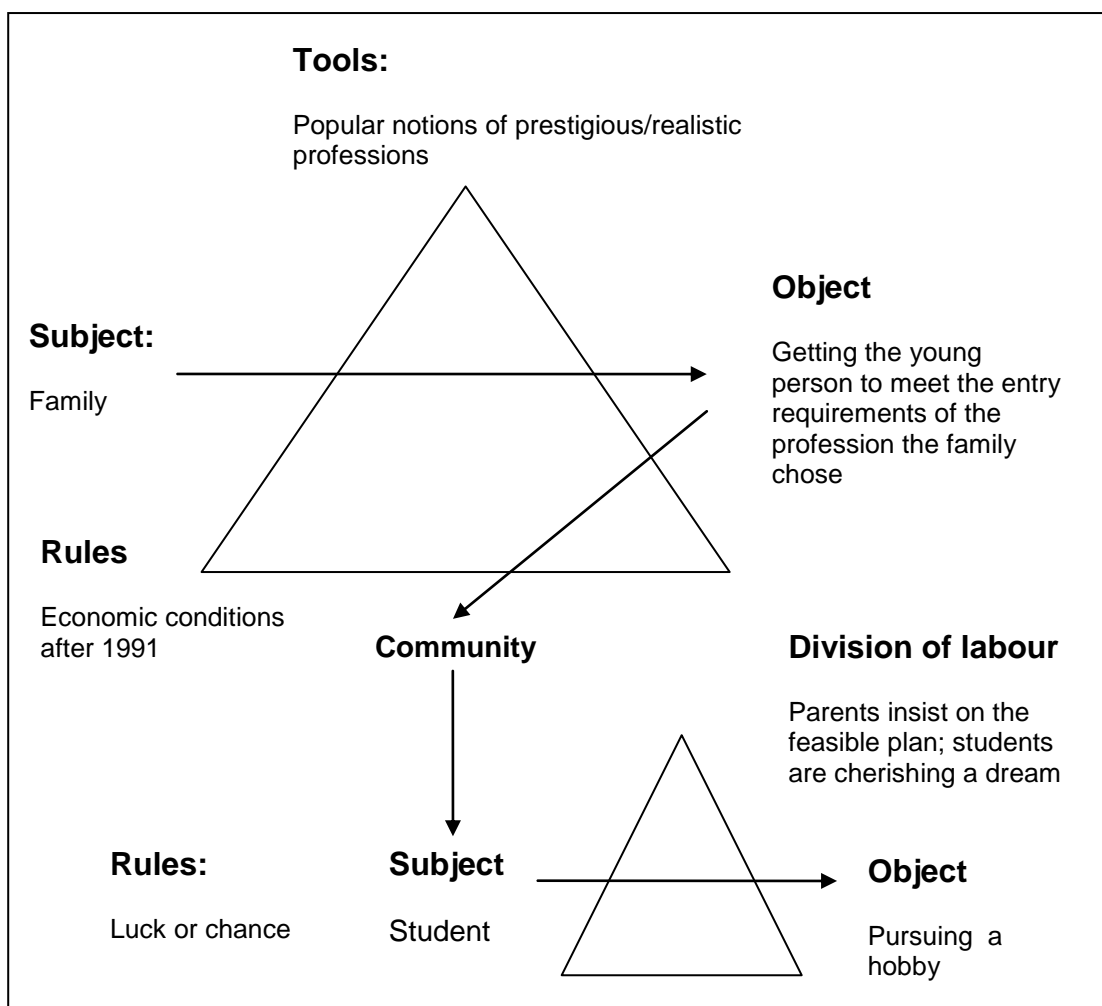 Tools:
Popular notions of prestigious/realistic
professions
Object
Getting the young
person to meet the entry
requirements of the
profession the family
chose
Subject:
Family
Rules
Economic conditions
after 1991
Community
Division of labour
Parents insist on the
feasible plan; students
are cherishing a dream
Rules:
Luck or chance
Subject
Student
Object
Pursuing a
hobby